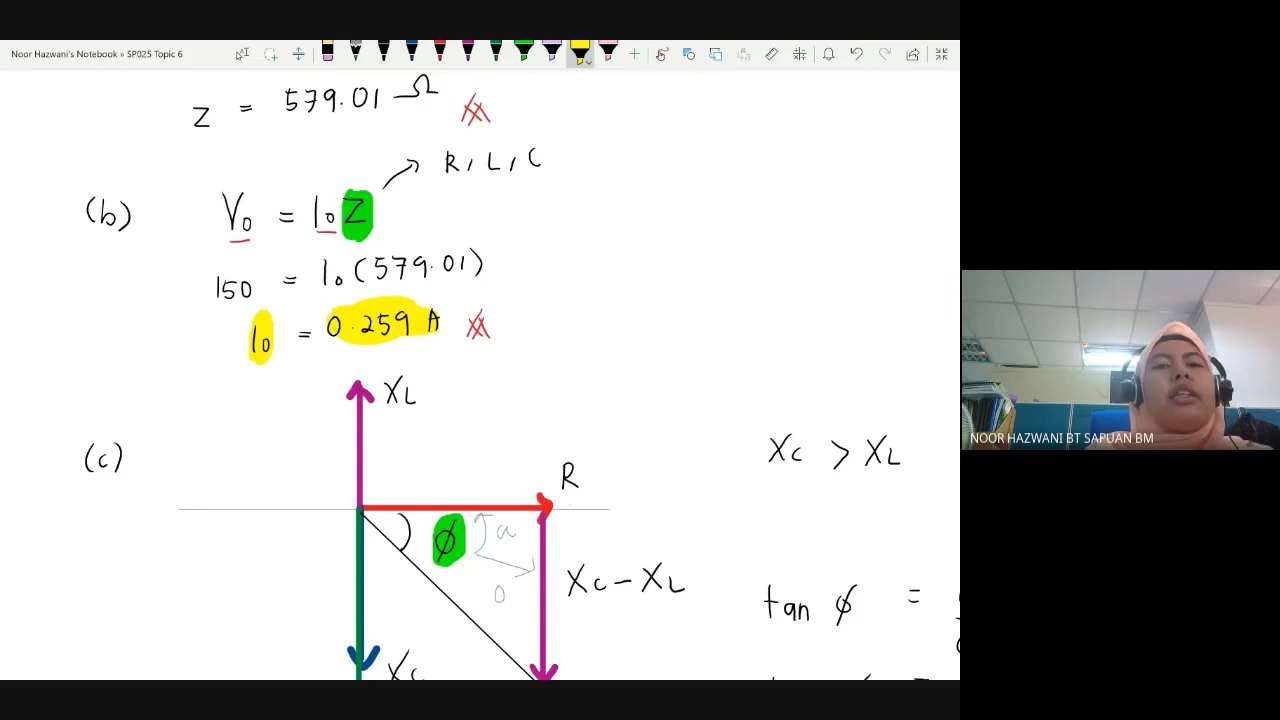 Noor Hazwani's Notebook » SP025 Topic 6
Z = 579.01 Ω
R, L, C
(b) V₀ = I₀Z
150 = I₀(579.01)
I₀ = 0.259 A
XL
(c)
R
XC > XL
ϕ
a
o
XC - XL
tan ϕ =
XC
NOOR HAZWANI BT SAPUAN BM